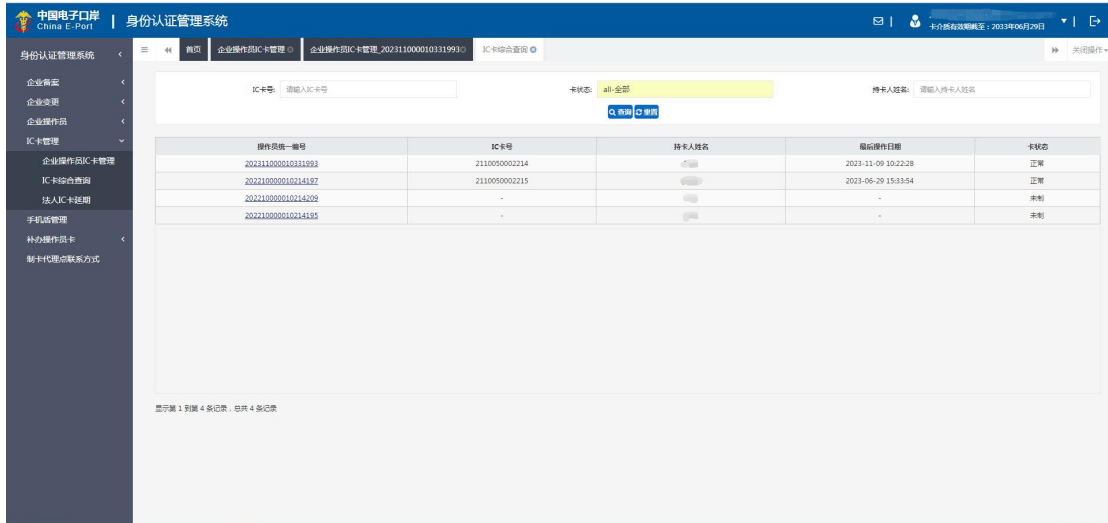 中国电子口岸
China E-Port
身份认证管理系统
卡介质有效期截至：2033年06月29日
身份认证管理系统
首页
企业操作员IC卡管理
企业操作员IC卡管理_202311000010331993
IC卡综合查询
关闭操作
企业备案
企业变更
企业操作员
IC卡管理
企业操作员IC卡管理
IC卡综合查询
法人IC卡延期
手机盾管理
补办操作员卡
制卡代理点联系方式
IC卡号: 请输入IC卡号
卡状态: all-全部
持卡人姓名: 请输入持卡人姓名
查询 重置
操作员统一编号 IC卡号 持卡人姓名 最后操作日期 卡状态
202311000010331993 2110050002214 2023-11-09 10:22:28 正常
202210000010214197 2110050002215 2023-06-29 15:33:54 正常
202210000010214209 - - 未制
202210000010214195 - - 未制
显示第 1 到第 4 条记录，总共 4 条记录